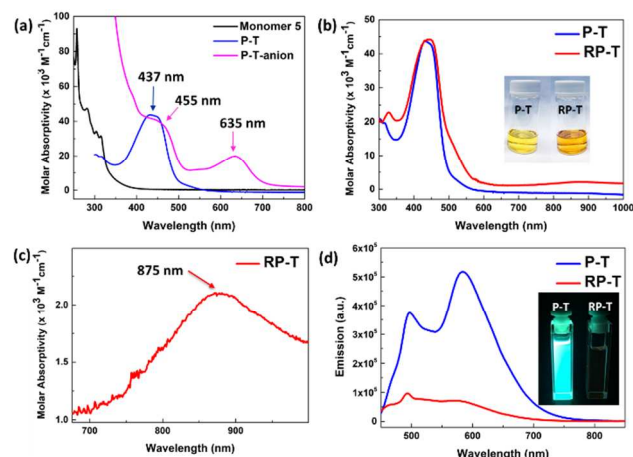 (a)
Monomer 5
P-T
P-T-anion
437 nm
455 nm
635 nm
Molar Absorptivity (x 10³ M⁻¹cm⁻¹)
100
80
60
40
20
0
300 400 500 600 700 800
Wavelength (nm)
(b)
P-T
RP-T
P-T RP-T
Molar Absorptivity (x 10³ M⁻¹cm⁻¹)
50
40
30
20
10
0
300 400 500 600 700 800 900 1000
Wavelength (nm)
(c)
875 nm
RP-T
Molar Absorptivity (x 10³ M⁻¹cm⁻¹)
2.0
1.5
1.0
700 800 900
Wavelength (nm)
(d)
P-T
RP-T
P-T RP-T
Emission (a.u.)
6x10⁵
5x10⁵
4x10⁵
3x10⁵
2x10⁵
1x10⁵
0
500 600 700 800
Wavelength (nm)